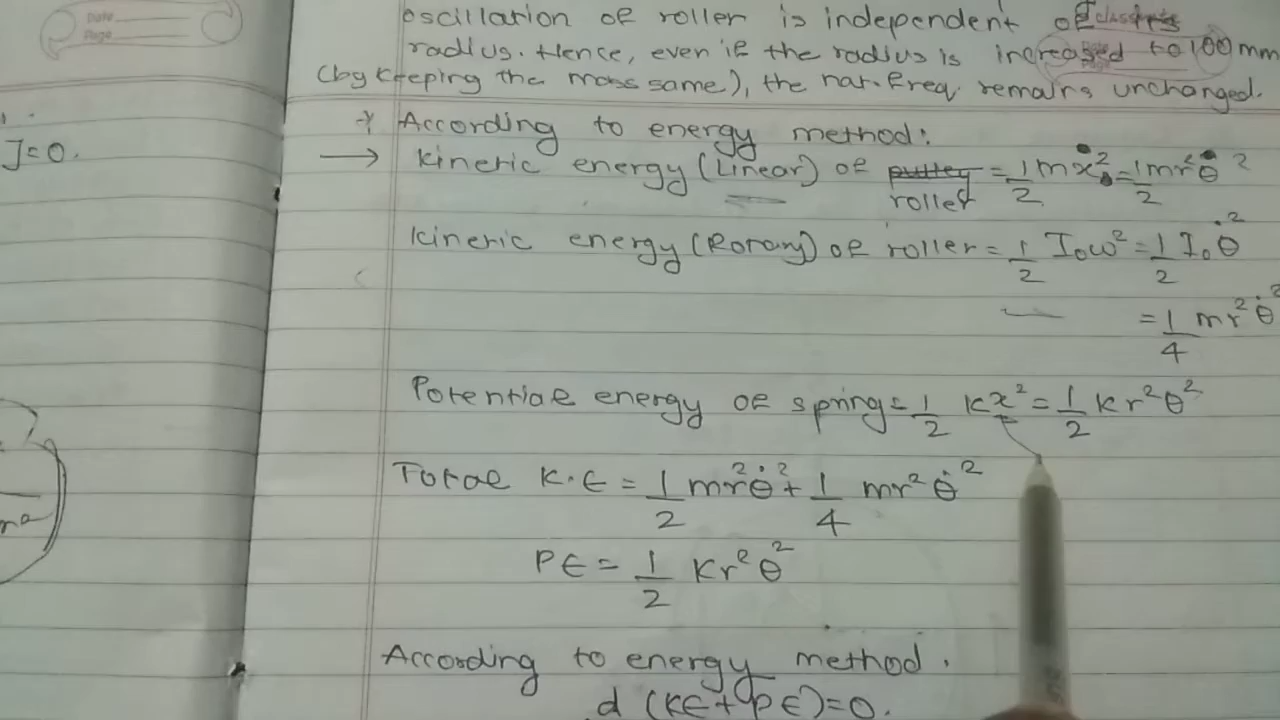 Date
Page
oscillation of roller is independent of its
radius. Hence, even if the radius is increased to 100 mm
(by keeping the mass same), the nat. freq. remains unchanged.
* According to energy method:
J=0.
→ kinetic energy (Linear) of pulley roller = 1/2 mẋ² = 1/2 mr²θ̇²
kinetic energy (Rotary) of roller = 1/2 I₀ω² = 1/2 I₀θ̇²
= 1/4 mr²θ̇²
Potential energy of spring = 1/2 kx² = 1/2 kr²θ²
Total K.E = 1/2 mr²θ̇² + 1/4 mr²θ̇²
PE = 1/2 kr²θ²
According to energy method.
d (KE + PE) = 0.